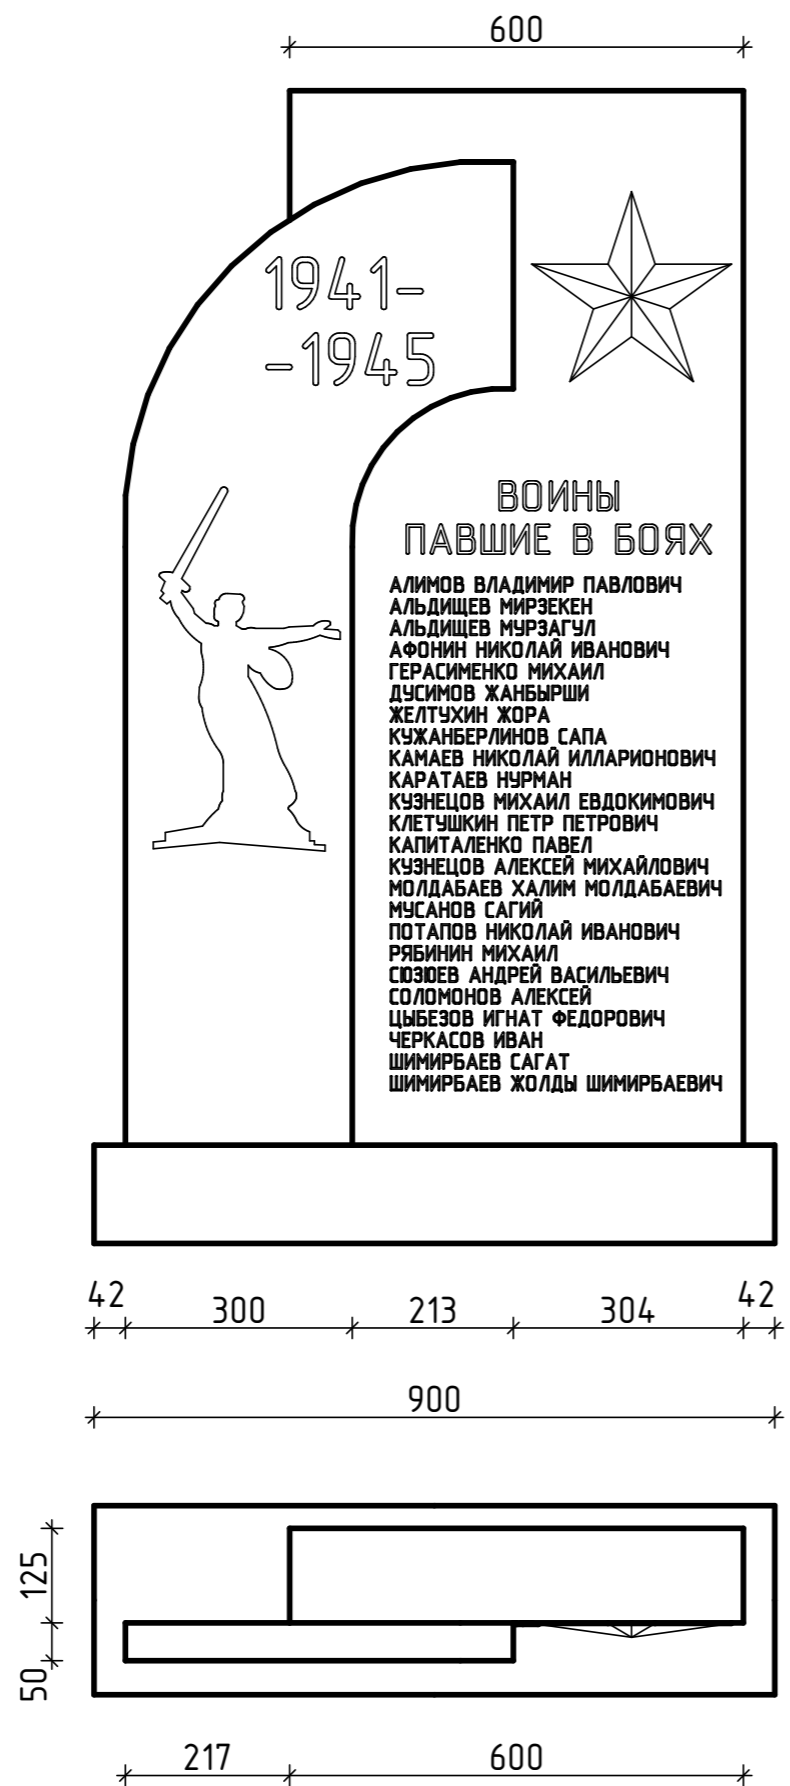 600
1941-
-1945
ВОИНЫ
ПАВШИЕ В БОЯХ
АЛИМОВ ВЛАДИМИР ПАВЛОВИЧ
АЛЬДИЩЕВ МИРЗЕКЕН
АЛЬДИЩЕВ МУРЗАГУЛ
АФОНИН НИКОЛАЙ ИВАНОВИЧ
ГЕРАСИМЕНКО МИХАИЛ
ДУСИМОВ ЖАНБЫРШИ
ЖЕЛТУХИН ЖОРА
КУЖАНБЕРЛИНОВ САПА
КАМАЕВ НИКОЛАЙ ИЛЛАРИОНОВИЧ
КАРАТАЕВ НУРМАН
КУЗНЕЦОВ МИХАИЛ ЕВДОКИМОВИЧ
КЛЕТУШКИН ПЕТР ПЕТРОВИЧ
КАПИТАЛЕНКО ПАВЕЛ
КУЗНЕЦОВ АЛЕКСЕЙ МИХАЙЛОВИЧ
МОЛДАБАЕВ ХАЛИМ МОЛДАБАЕВИЧ
МУСАНОВ САГИЙ
ПОТАПОВ НИКОЛАЙ ИВАНОВИЧ
РЯБИНИН МИХАИЛ
СЮЗЮЕВ АНДРЕЙ ВАСИЛЬЕВИЧ
СОЛОМОНОВ АЛЕКСЕЙ
ЦЫБЕЗОВ ИГНАТ ФЕДОРОВИЧ
ЧЕРКАСОВ ИВАН
ШИМИРБАЕВ САГАТ
ШИМИРБАЕВ ЖОЛДЫ ШИМИРБАЕВИЧ
42 300 213 304 42
900
125
50
217 600